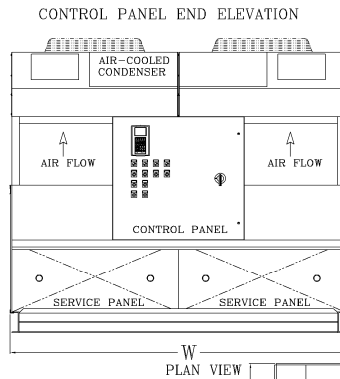 CONTROL PANEL END ELEVATION
AIR-COOLED
CONDENSER
AIR FLOW
AIR FLOW
CONTROL PANEL
SERVICE PANEL
SERVICE PANEL
W
PLAN VIEW